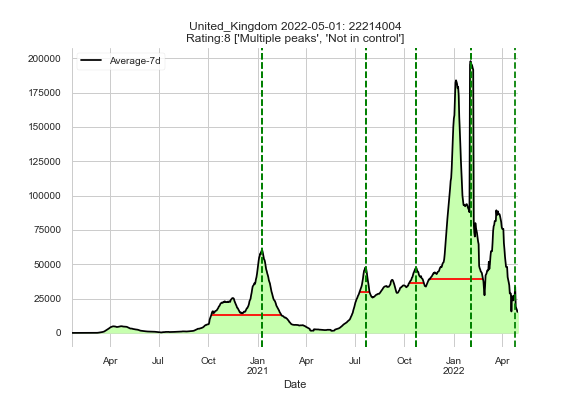 United_Kingdom 2022-05-01: 22214004
Rating:8 ['Multiple peaks', 'Not in control']
Average-7d
200000
175000
150000
125000
100000
75000
50000
25000
0
Apr Jul Oct Jan Apr Jul Oct Jan Apr
2021 2022
Date